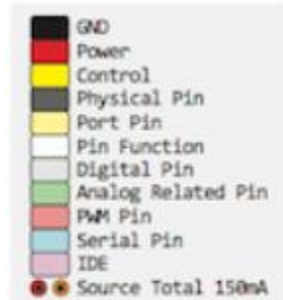 GND
Power
Control
Physical Pin
Port Pin
Pin Function
Digital Pin
Analog Related Pin
PWM Pin
Serial Pin
IDE
Source Total 150mA